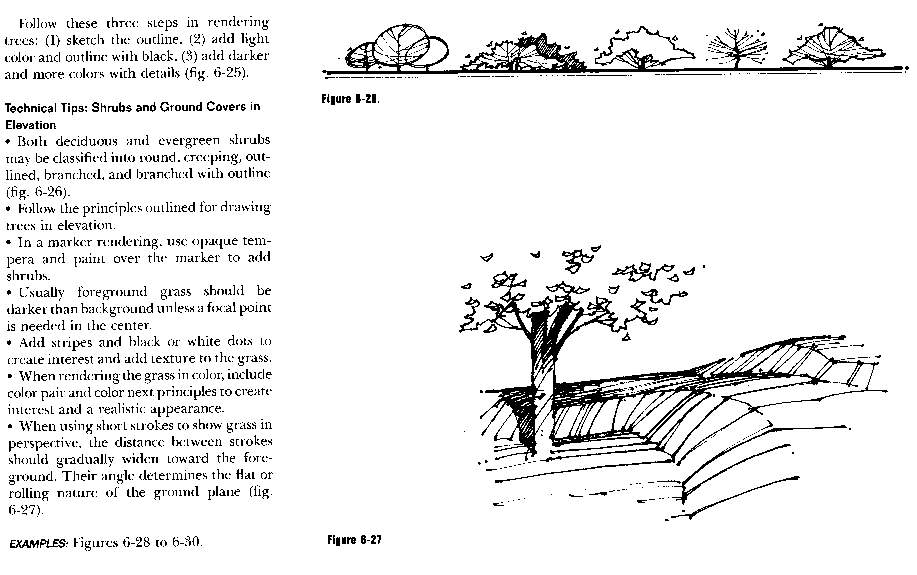 Follow these three steps in rendering
trees: (1) sketch the outline, (2) add light
color and outline with black, (3) add darker
and more colors with details (fig. 6-25).
Technical Tips: Shrubs and Ground Covers in
Elevation
• Both deciduous and evergreen shrubs
may be classified into round, creeping, out-
lined, branched, and branched with outline
(fig. 6-26).
• Follow the principles outlined for drawing
trees in elevation.
• In a marker rendering, use opaque tem-
pera and paint over the marker to add
shrubs.
• Usually foreground grass should be
darker than background unless a focal point
is needed in the center.
• Add stripes and black or white dots to
create interest and add texture to the grass.
• When rendering the grass in color, include
color pair and color next principles to create
interest and a realistic appearance.
• When using short strokes to show grass in
perspective, the distance between strokes
should gradually widen toward the fore-
ground. Their angle determines the flat or
rolling nature of the ground plane (fig.
6-27).
EXAMPLES: Figures 6-28 to 6-30.
Figure 6-26.
Figure 6-27